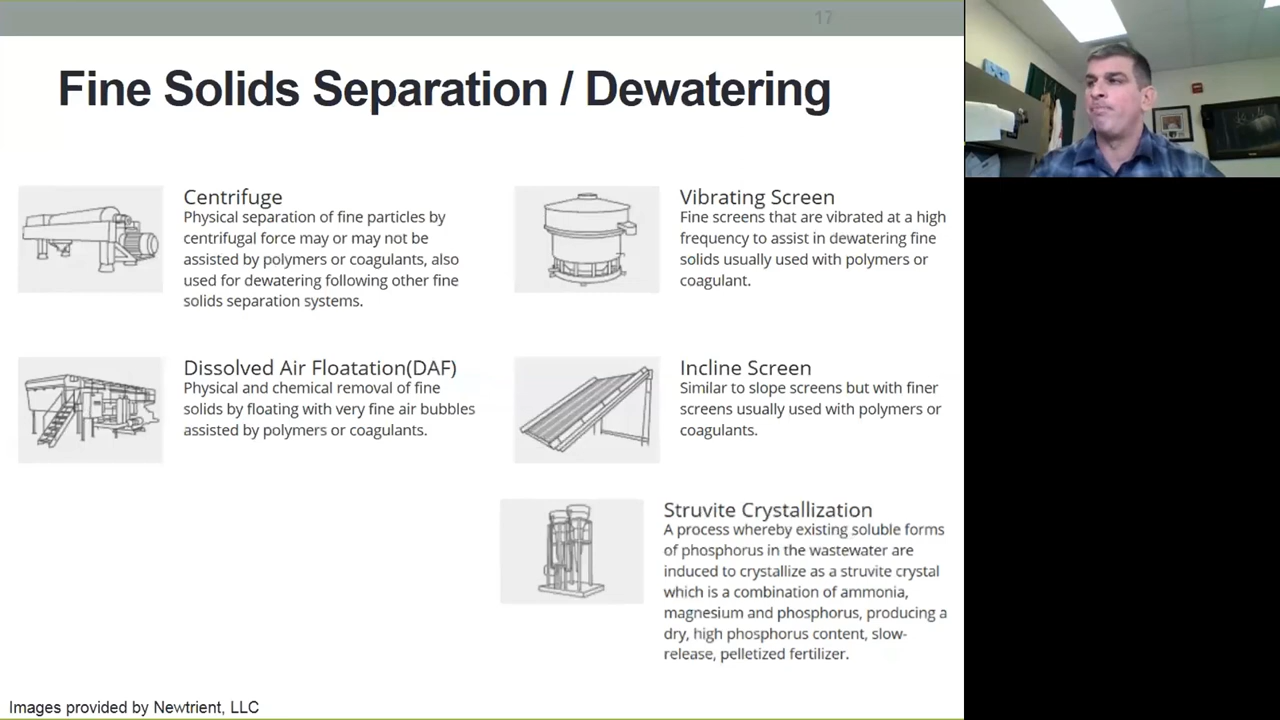 17
Fine Solids Separation / Dewatering
Centrifuge
Physical separation of fine particles by
centrifugal force may or may not be
assisted by polymers or coagulants, also
used for dewatering following other fine
solids separation systems.
Vibrating Screen
Fine screens that are vibrated at a high
frequency to assist in dewatering fine
solids usually used with polymers or
coagulant.
Dissolved Air Floatation(DAF)
Physical and chemical removal of fine
solids by floating with very fine air bubbles
assisted by polymers or coagulants.
Incline Screen
Similar to slope screens but with finer
screens usually used with polymers or
coagulants.
Struvite Crystallization
A process whereby existing soluble forms
of phosphorus in the wastewater are
induced to crystallize as a struvite crystal
which is a combination of ammonia,
magnesium and phosphorus, producing a
dry, high phosphorus content, slow-
release, pelletized fertilizer.
Images provided by Newtrient, LLC